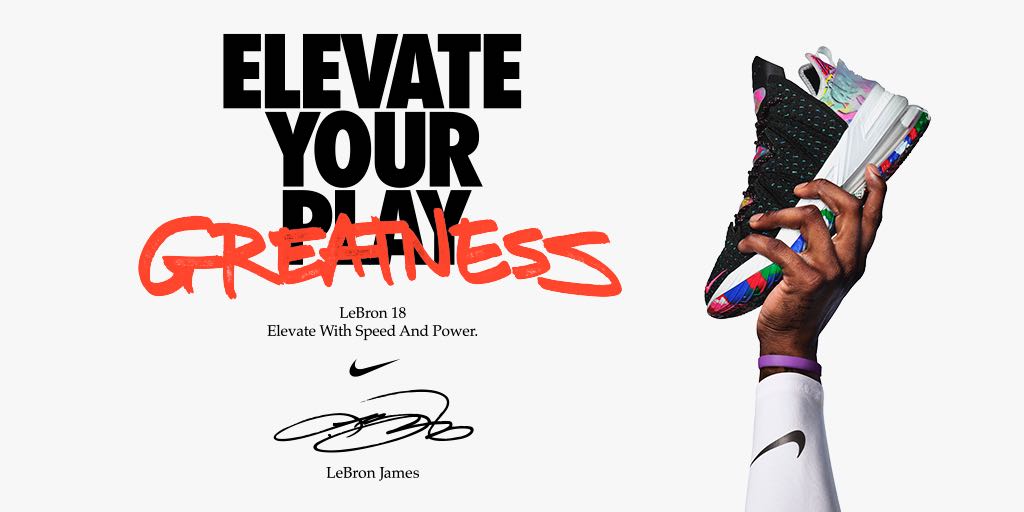 ELEVATE
YOUR
PLAY
GREATNESS
LeBron 18
Elevate With Speed And Power.
LeBron James